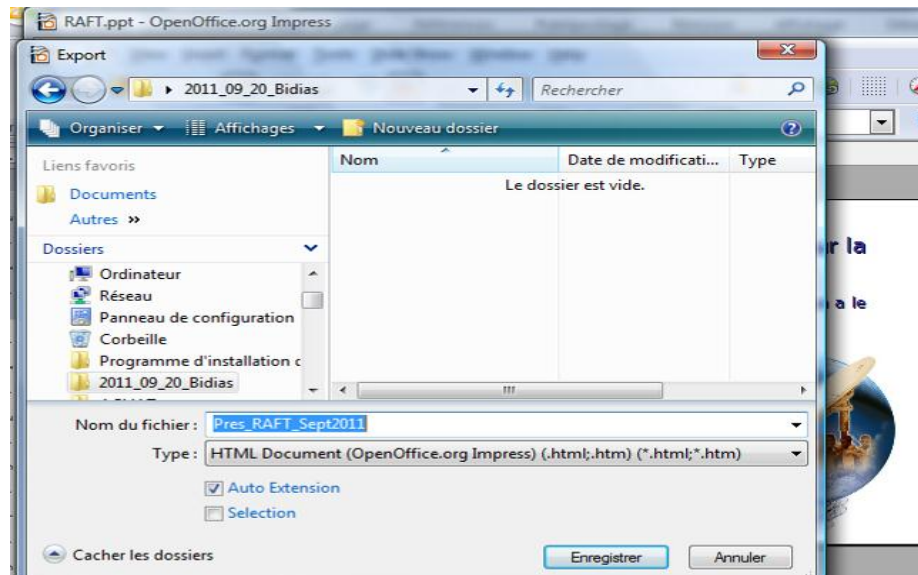 RAFT.ppt - OpenOffice.org Impress
Export
2011_09_20_Bidias
Rechercher
Organiser Affichages Nouveau dossier
Liens favoris
Documents
Autres »
Dossiers
Ordinateur
Réseau
Panneau de configuration
Corbeille
Programme d'installation c
2011_09_20_Bidias
Nom Date de modificati... Type
Le dossier est vide.
r la
a le
Nom du fichier : Pres_RAFT_Sept2011
Type : HTML Document (OpenOffice.org Impress) (.html;.htm) (*.html;*.htm)
Auto Extension
Selection
Cacher les dossiers
Enregistrer Annuler